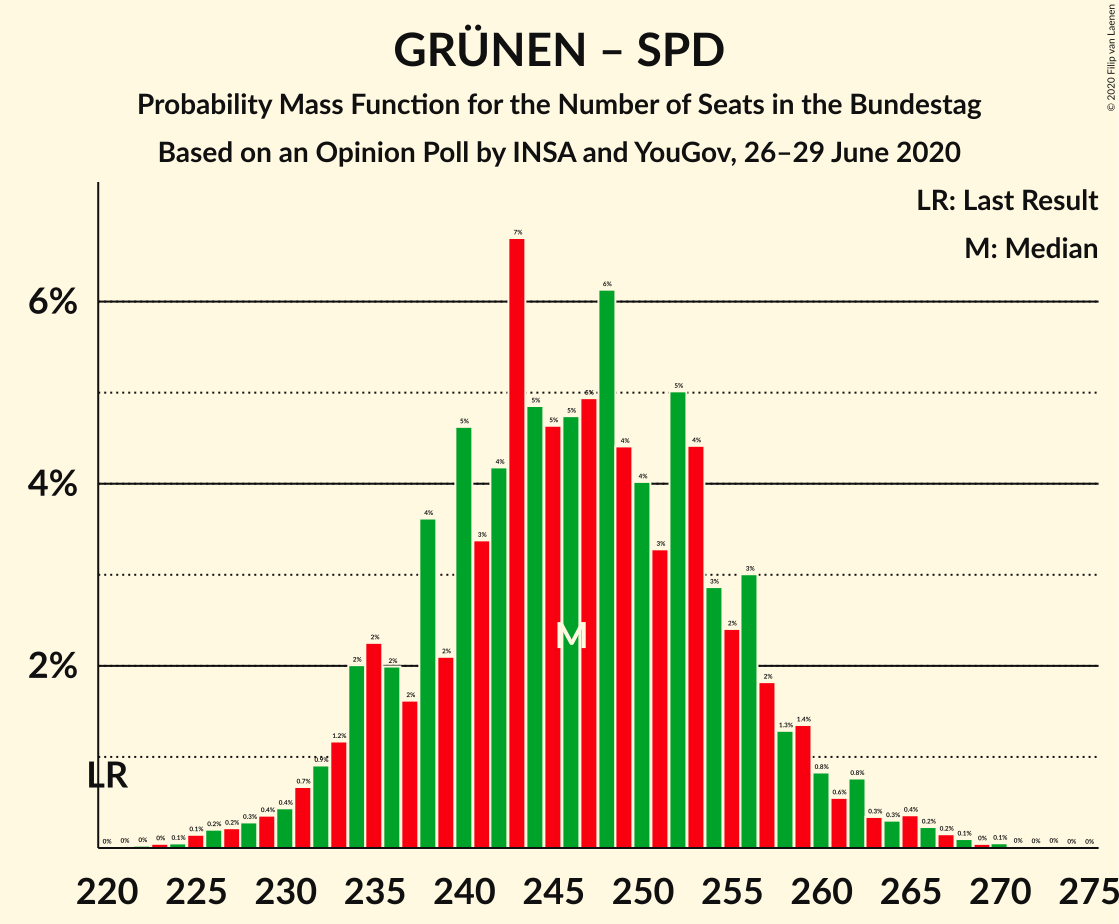 GRÜNEN – SPD
Probability Mass Function for the Number of Seats in the Bundestag
Based on an Opinion Poll by INSA and YouGov, 26–29 June 2020
© 2020 Filip van Laenen
LR: Last Result
M: Median
6%
4%
2%
0% 0% 0% 0% 0.1% 0.1% 0.2% 0.2% 0.3% 0.4% 0.4% 0.7% 0.9% 1.2% 2% 2% 2% 2% 4% 2% 5% 3% 4% 7% 5% 5% 5% 5% 6% 4% 4% 3% 5% 4% 3% 2% 3% 2% 1.3% 1.4% 0.8% 0.6% 0.8% 0.3% 0.3% 0.4% 0.2% 0.2% 0.1% 0% 0.1% 0% 0% 0% 0% 0%
M
LR
220 225 230 235 240 245 250 255 260 265 270 275